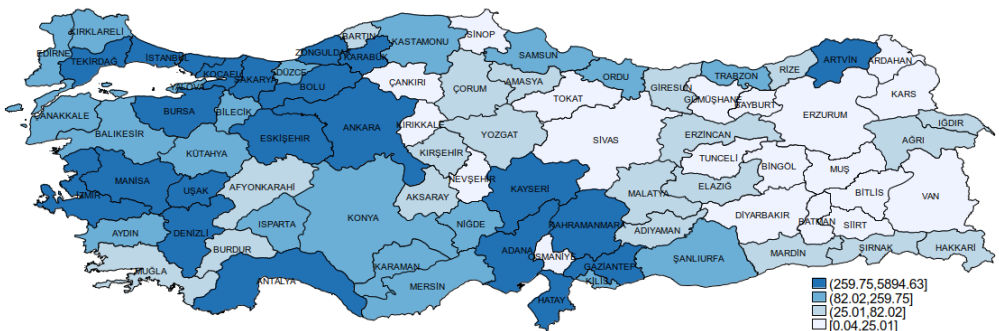 KIRKLARELİ
EDİRNE
TEKİRDAĞ
İSTANBUL
KOCAELİ
YALOVA
SAKARYA
DÜZCE
ZONGULDAK
BARTIN
KARABÜK
KASTAMONU
SİNOP
SAMSUN
ORDU
GİRESUN
TRABZON
RİZE
ARTVİN
ARDAHAN
ÇANAKKALE
BALIKESİR
BURSA
BİLECİK
BOLU
ÇANKIRI
ÇORUM
AMASYA
TOKAT
GÜMÜŞHANE
BAYBURT
ERZURUM
KARS
IĞDIR
AĞRI
KÜTAHYA
ESKİŞEHİR
ANKARA
KIRIKKALE
YOZGAT
SİVAS
ERZİNCAN
KIRŞEHİR
NEVŞEHİR
KAYSERİ
MALATYA
ELAZIĞ
TUNCELİ
BİNGÖL
MUŞ
BİTLİS
VAN
İZMİR
MANİSA
UŞAK
AFYONKARAHİ
AKSARAY
KONYA
NİĞDE
KAHRAMANMARA
ADIYAMAN
DİYARBAKIR
BATMAN
SİİRT
AYDIN
DENİZLİ
ISPARTA
BURDUR
MUĞLA
ANTALYA
KARAMAN
MERSİN
ADANA
OSMANİYE
GAZİANTEP
KİLİS
HATAY
ŞANLIURFA
MARDİN
ŞIRNAK
HAKKARİ
(259.75,5894.63]
(82.02,259.75]
(25.01,82.02]
[0.04,25.01]